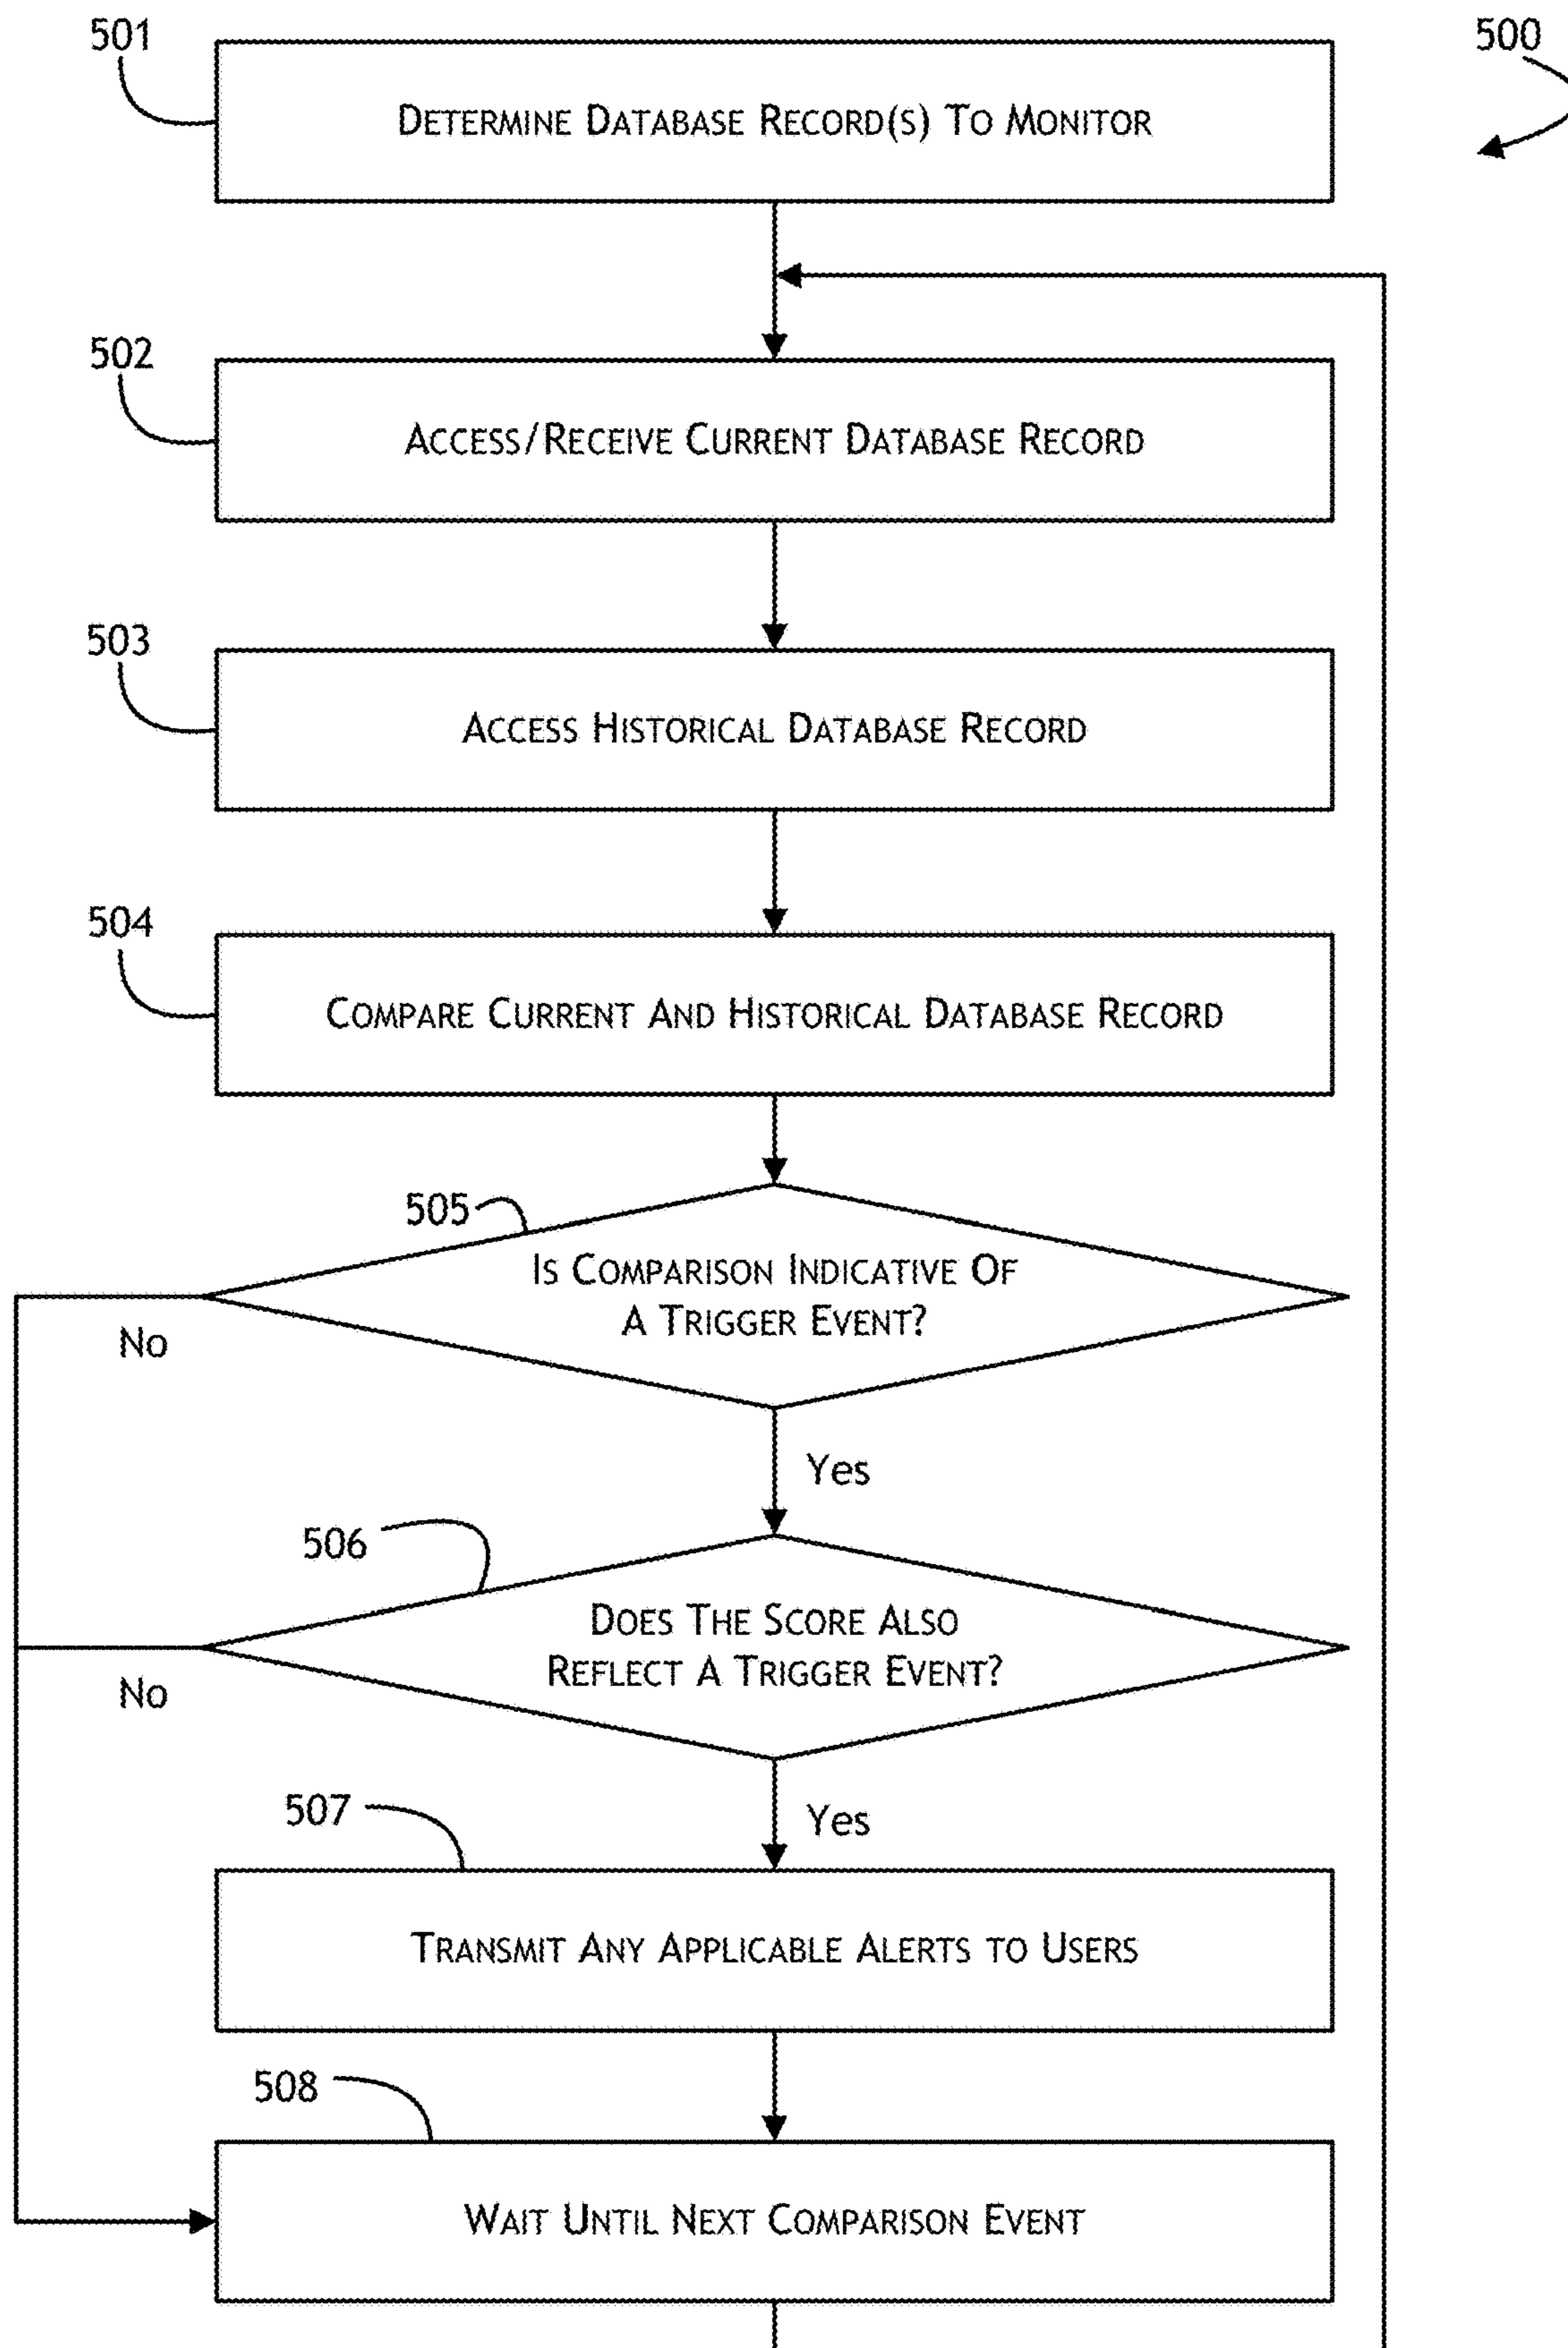 501
500
Determine Database Record(s) To Monitor
502
Access/Receive Current Database Record
503
Access Historical Database Record
504
Compare Current And Historical Database Record
505
Is Comparison Indicative Of
A Trigger Event?
No
Yes
506
Does The Score Also
Reflect A Trigger Event?
No
Yes
507
Transmit Any Applicable Alerts to Users
508
Wait Until Next Comparison Event